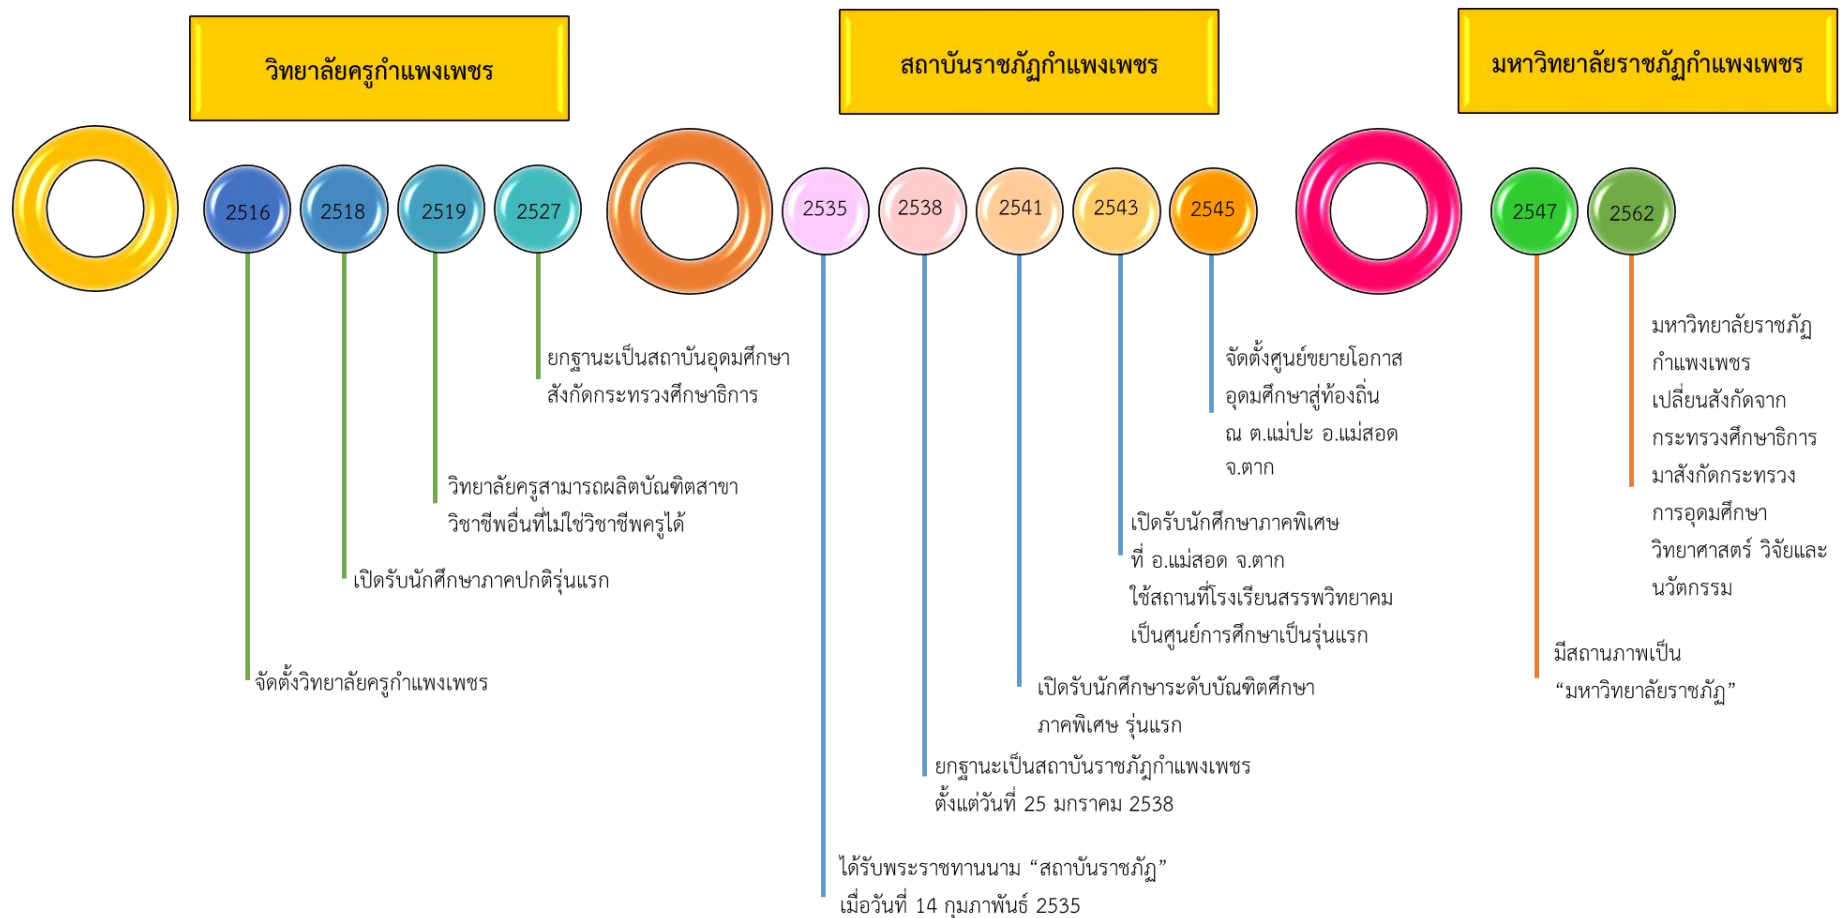 วิทยาลัยครูกำแพงเพชร
สถาบันราชภัฏกำแพงเพชร
มหาวิทยาลัยราชภัฏกำแพงเพชร
2516
2518
2519
2527
2535
2538
2541
2543
2545
2547
2562
ยกฐานะเป็นสถาบันอุดมศึกษา
สังกัดกระทรวงศึกษาธิการ
วิทยาลัยครูสามารถผลิตบัณฑิตสาขา
วิชาชีพอื่นที่ไม่ใช่วิชาชีพครูได้
เปิดรับนักศึกษาภาคปกติรุ่นแรก
จัดตั้งวิทยาลัยครูกำแพงเพชร
จัดตั้งศูนย์ขยายโอกาส
อุดมศึกษาสู่ท้องถิ่น
ณ ต.แม่ปะ อ.แม่สอด
จ.ตาก
เปิดรับนักศึกษาภาคพิเศษ
ที่ อ.แม่สอด จ.ตาก
ใช้สถานที่โรงเรียนสรรพวิทยาคม
เป็นศูนย์การศึกษาเป็นรุ่นแรก
เปิดรับนักศึกษาระดับบัณฑิตศึกษา
ภาคพิเศษ รุ่นแรก
ยกฐานะเป็นสถาบันราชภัฎกำแพงเพชร
ตั้งแต่วันที่ 25 มกราคม 2538
ได้รับพระราชทานนาม “สถาบันราชภัฏ”
เมื่อวันที่ 14 กุมภาพันธ์ 2535
มหาวิทยาลัยราชภัฏ
กำแพงเพชร
เปลี่ยนสังกัดจาก
กระทรวงศึกษาธิการ
มาสังกัดกระทรวง
การอุดมศึกษา
วิทยาศาสตร์ วิจัยและ
นวัตกรรม
มีสถานภาพเป็น
“มหาวิทยาลัยราชภัฏ”